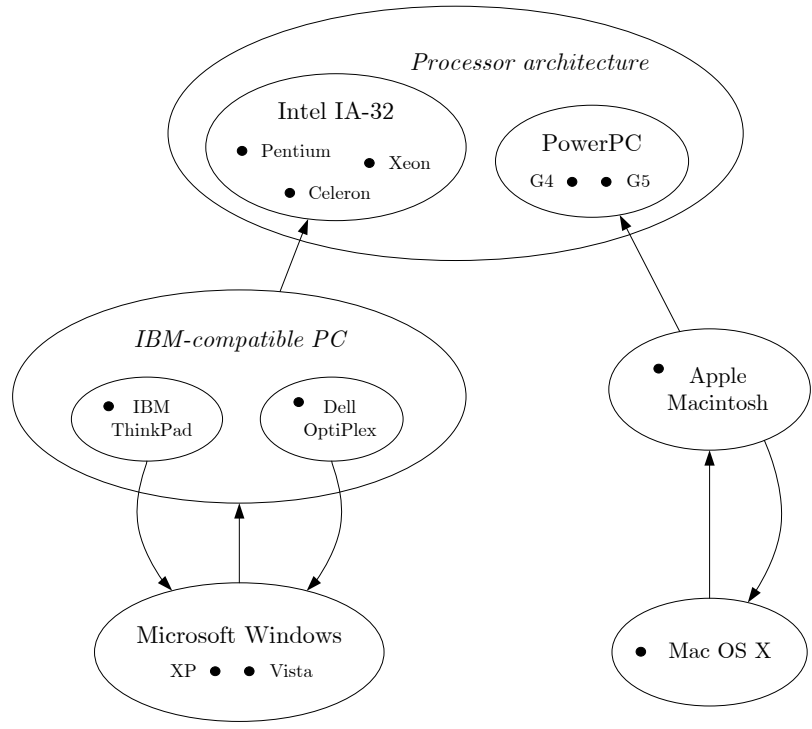 Processor architecture
Intel IA-32
PowerPC
Pentium
Xeon
Celeron
G4
G5
IBM-compatible PC
IBM
ThinkPad
Dell
OptiPlex
Apple
Macintosh
Microsoft Windows
XP
Vista
Mac OS X